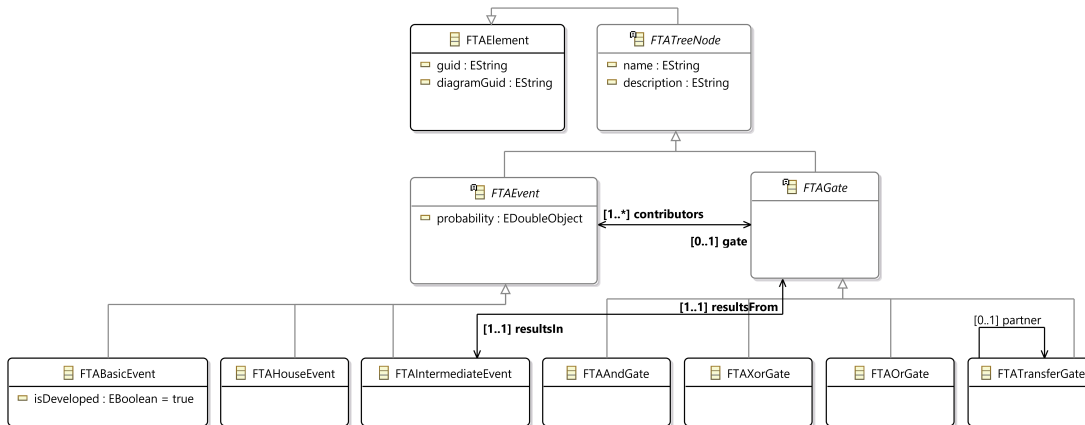 FTAElement
guid : EString
diagramGuid : EString
FTATreeNode
name : EString
description : EString
FTAEvent
probability : EDoubleObject
FTAGate
[1..*] contributors
[0..1] gate
[1..1] resultsFrom
[1..1] resultsIn
[0..1] partner
FTABasicEvent
isDeveloped : EBoolean = true
FTAHouseEvent
FTAIntermediateEvent
FTAAndGate
FTAXorGate
FTAOrGate
FTATransferGate